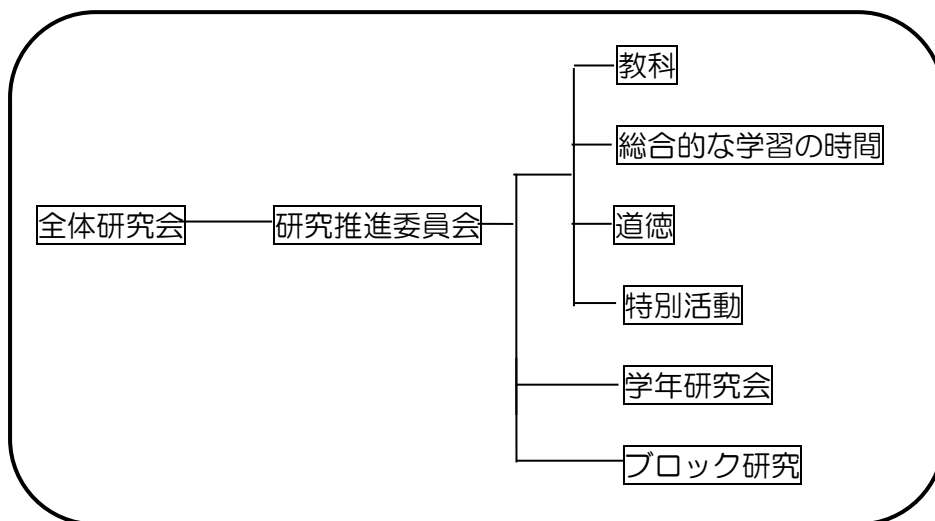 教科
総合的な学習の時間
全体研究会
研究推進委員会
道徳
特別活動
学年研究会
ブロック研究